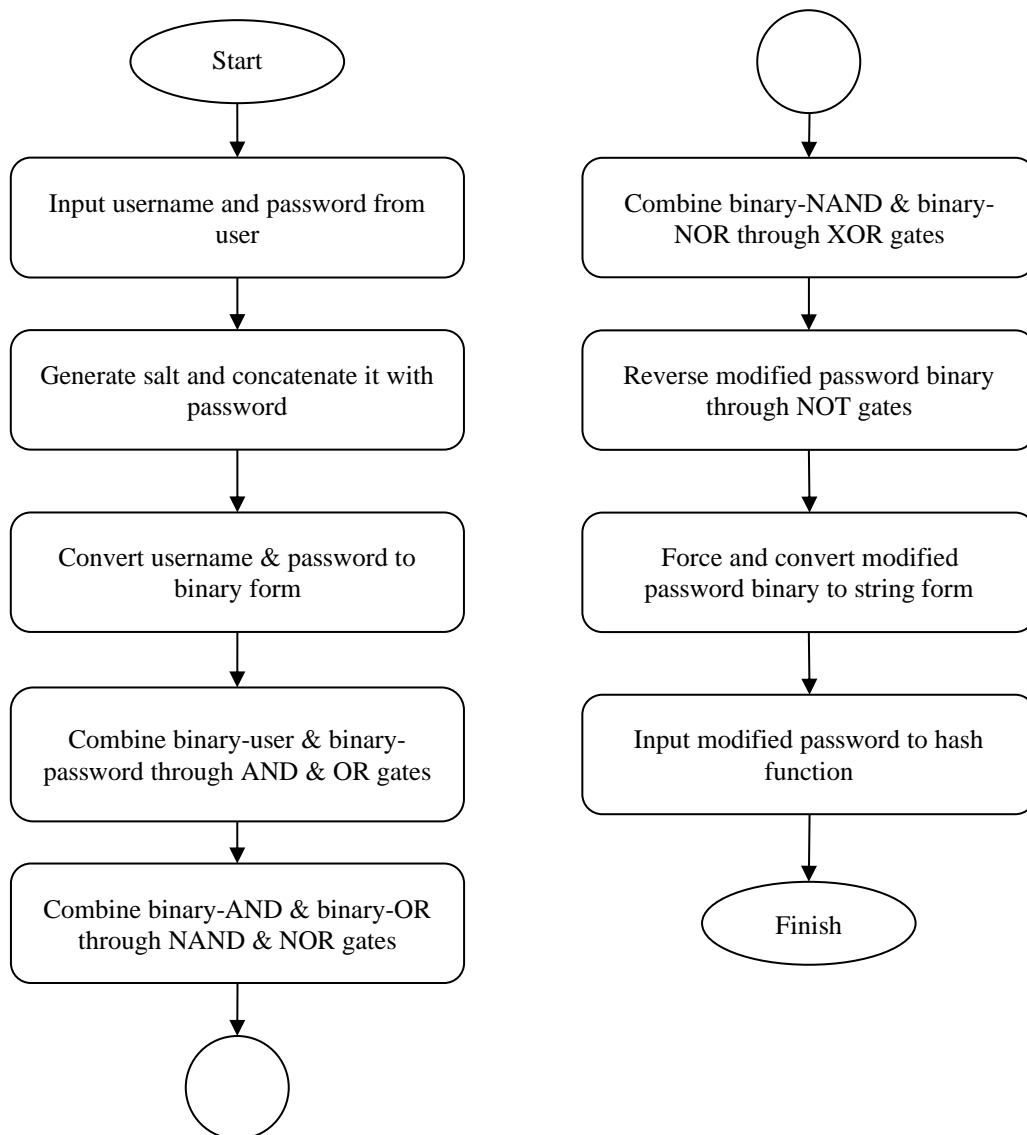 Start
Input username and password from
user
Generate salt and concatenate it with
password
Convert username & password to
binary form
Combine binary-user & binary-
password through AND & OR gates
Combine binary-AND & binary-OR
through NAND & NOR gates
Combine binary-NAND & binary-
NOR through XOR gates
Reverse modified password binary
through NOT gates
Force and convert modified
password binary to string form
Input modified password to hash
function
Finish